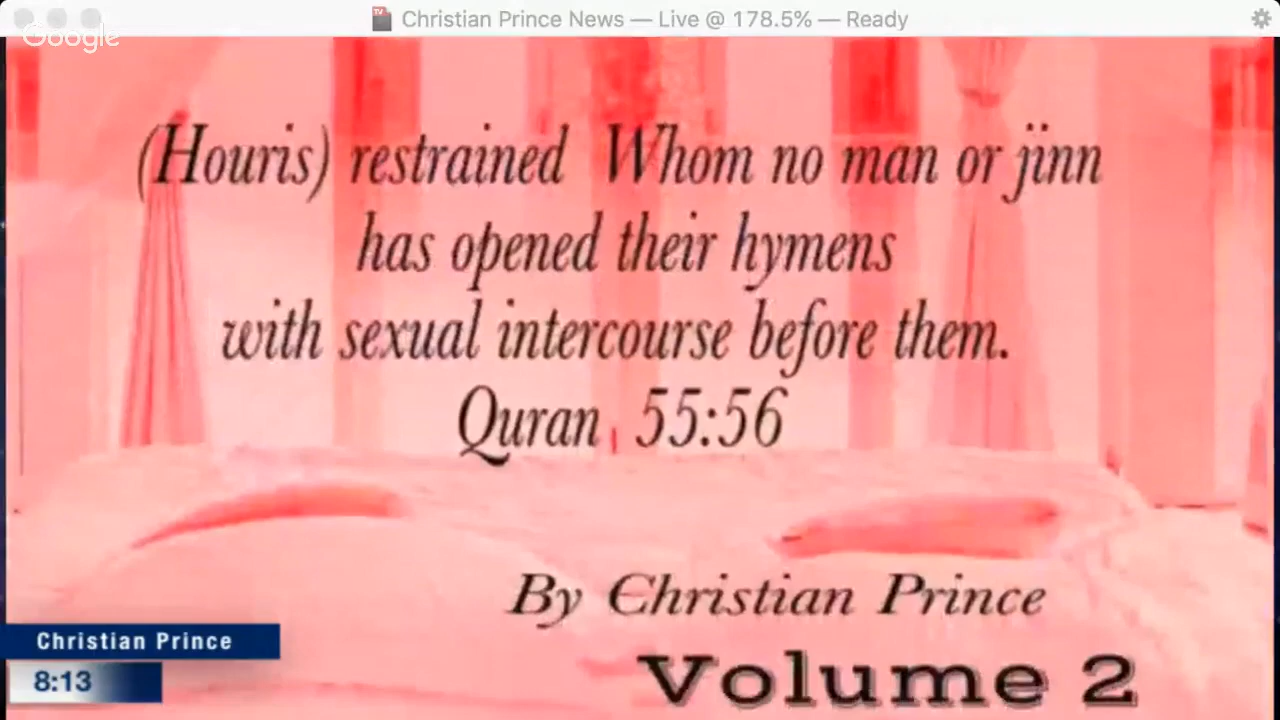 Christian Prince News — Live @ 178.5% — Ready
Google
(Houris) restrained Whom no man or jinn
has opened their hymens
with sexual intercourse before them.
Quran 55:56
By Christian Prince
Volume 2
Christian Prince
8:13